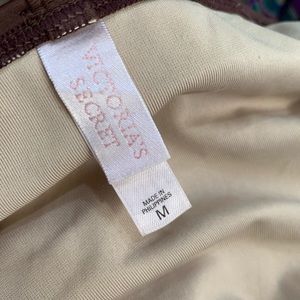 VICTORIA'S
SECRET
MADE IN
PHILIPPINES
M